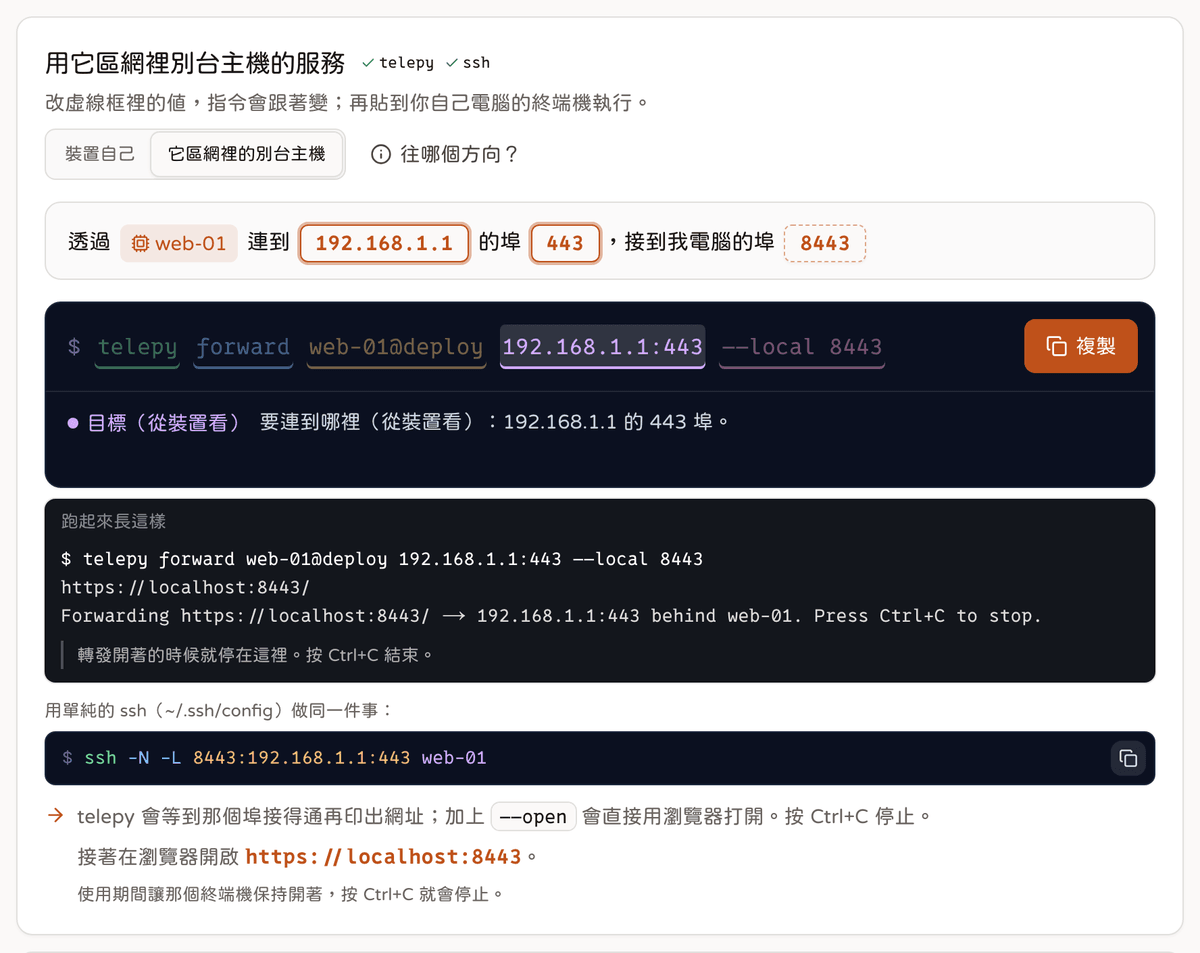 用它區網裡別台主機的服務 ✓ telepy ✓ ssh
改虛線框裡的值，指令會跟著變；再貼到你自己電腦的終端機執行。
裝置自己 它區網裡的別台主機 往哪個方向？
透過 web-01 連到 192.168.1.1 的埠 443 ，接到我電腦的埠 8443
$ telepy forward web-01@deploy 192.168.1.1:443 --local 8443 複製
● 目標（從裝置看） 要連到哪裡（從裝置看）：192.168.1.1 的 443 埠。
跑起來長這樣
$ telepy forward web-01@deploy 192.168.1.1:443 --local 8443
https://localhost:8443/
Forwarding https://localhost:8443/ → 192.168.1.1:443 behind web-01. Press Ctrl+C to stop.
轉發開著的時候就停在這裡。按 Ctrl+C 結束。
用單純的 ssh（~/.ssh/config）做同一件事：
$ ssh -N -L 8443:192.168.1.1:443 web-01
→ telepy 會等到那個埠接得通再印出網址；加上 --open 會直接用瀏覽器打開。按 Ctrl+C 停止。
接著在瀏覽器開啟 https://localhost:8443。
使用期間讓那個終端機保持開著，按 Ctrl+C 就會停止。